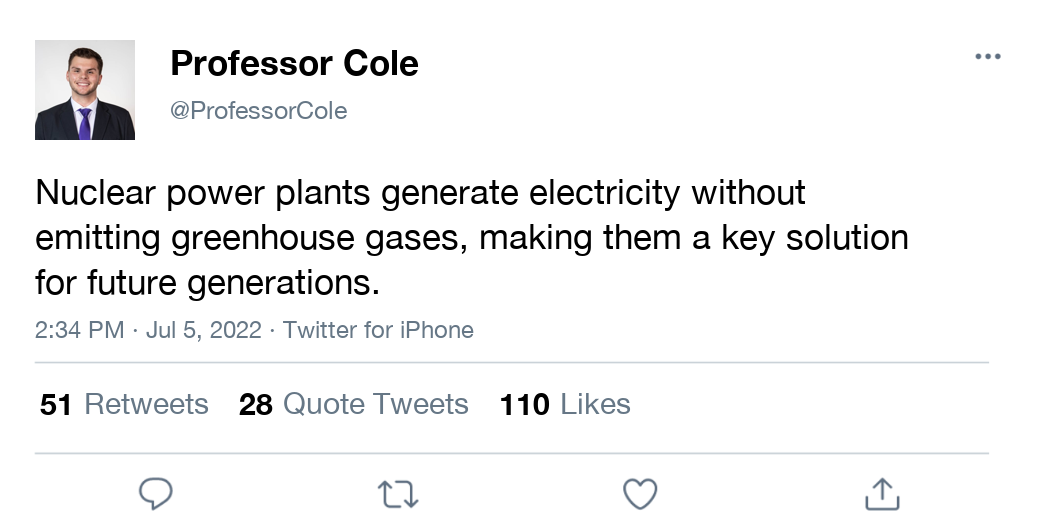 Professor Cole
@ProfessorCole
Nuclear power plants generate electricity without
emitting greenhouse gases, making them a key solution
for future generations.
2:34 PM · Jul 5, 2022 · Twitter for iPhone
51 Retweets 28 Quote Tweets 110 Likes